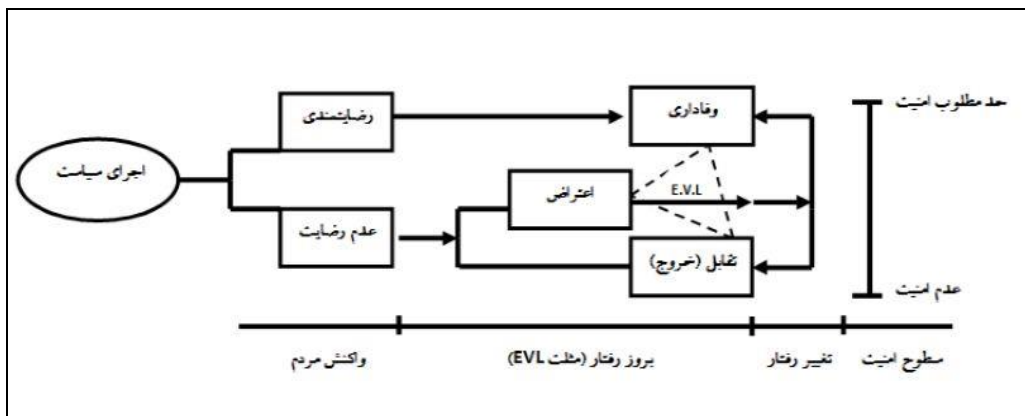 وفاداری
حد مطلوب امنیت
رضایتمندی
اجرای سیاست
اعتراض
E.V.L
عدم رضایت
تقابل (خروج)
عدم امنیت
واکنش مردم
بروز رفتار (مثلث EVL)
تغییر رفتار
سطوح امنیت